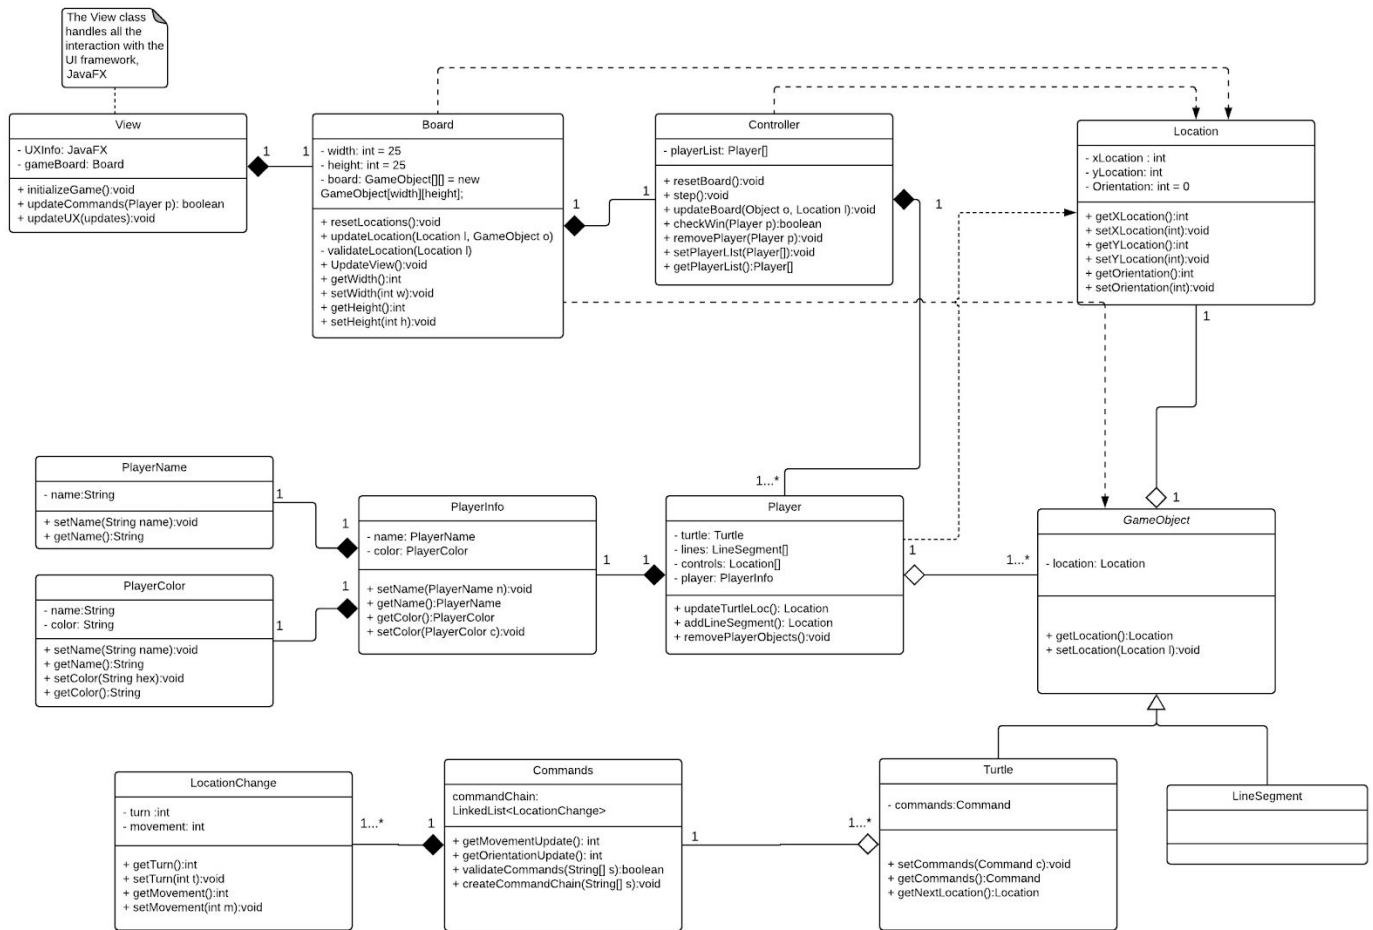 The View class
handles all the
interaction with the
UI framework,
JavaFX
View
- UXInfo: JavaFX
- gameBoard: Board
+ initializeGame():void
+ updateCommands(Player p): boolean
+ updateUX(updates):void
1
1
Board
- width: int = 25
- height: int = 25
- board: GameObject[][] = new
GameObject[width][height];
+ resetLocations():void
+ updateLocation(Location l, GameObject o)
- validateLocation(Location l)
+ UpdateView():void
+ getWidth():int
+ setWidth(int w):void
+ getHeight():int
+ setHeight(int h):void
1
1
Controller
- playerList: Player[]
+ resetBoard():void
+ step():void
+ updateBoard(Object o, Location l):void
+ checkWin(Player p):boolean
+ removePlayer(Player p):void
+ setPlayerLIst(Player[]):void
+ getPlayerList():Player[]
1
Location
- xLocation : int
- yLocation: int
- Orientation: int = 0
+ getXLocation():int
+ setXLocation(int):void
+ getYLocation():int
+ setYLocation(int):void
+ getOrientation():int
+ setOrientation(int):void
1
PlayerName
- name:String
+ setName(String name):void
+ getName():String
1
1
PlayerColor
- name:String
- color: String
+ setName(String name):void
+ getName():String
+ setColor(String hex):void
+ getColor():String
1
1
PlayerInfo
- name: PlayerName
- color: PlayerColor
+ setName(PlayerName n):void
+ getName():PlayerName
+ getColor():PlayerColor
+ setColor(PlayerColor c):void
1
1
1...*
Player
- turtle: Turtle
- lines: LineSegment[]
- controls: Location[]
- player: PlayerInfo
+ updateTurtleLoc(): Location
+ addLineSegment(): Location
+ removePlayerObjects():void
1
1...*
1
GameObject
- location: Location
+ getLocation():Location
+ setLocation(Location l):void
LocationChange
- turn :int
- movement: int
+ getTurn():int
+ setTurn(int t):void
+ getMovement():int
+ setMovement(int m):void
1...*
1
Commands
commandChain:
LinkedList<LocationChange>
+ getMovementUpdate(): int
+ getOrientationUpdate(): int
+ validateCommands(String[] s):boolean
+ createCommandChain(String[] s):void
1
1...*
Turtle
- commands:Command
+ setCommands(Command c):void
+ getCommands():Command
+ getNextLocation():Location
LineSegment